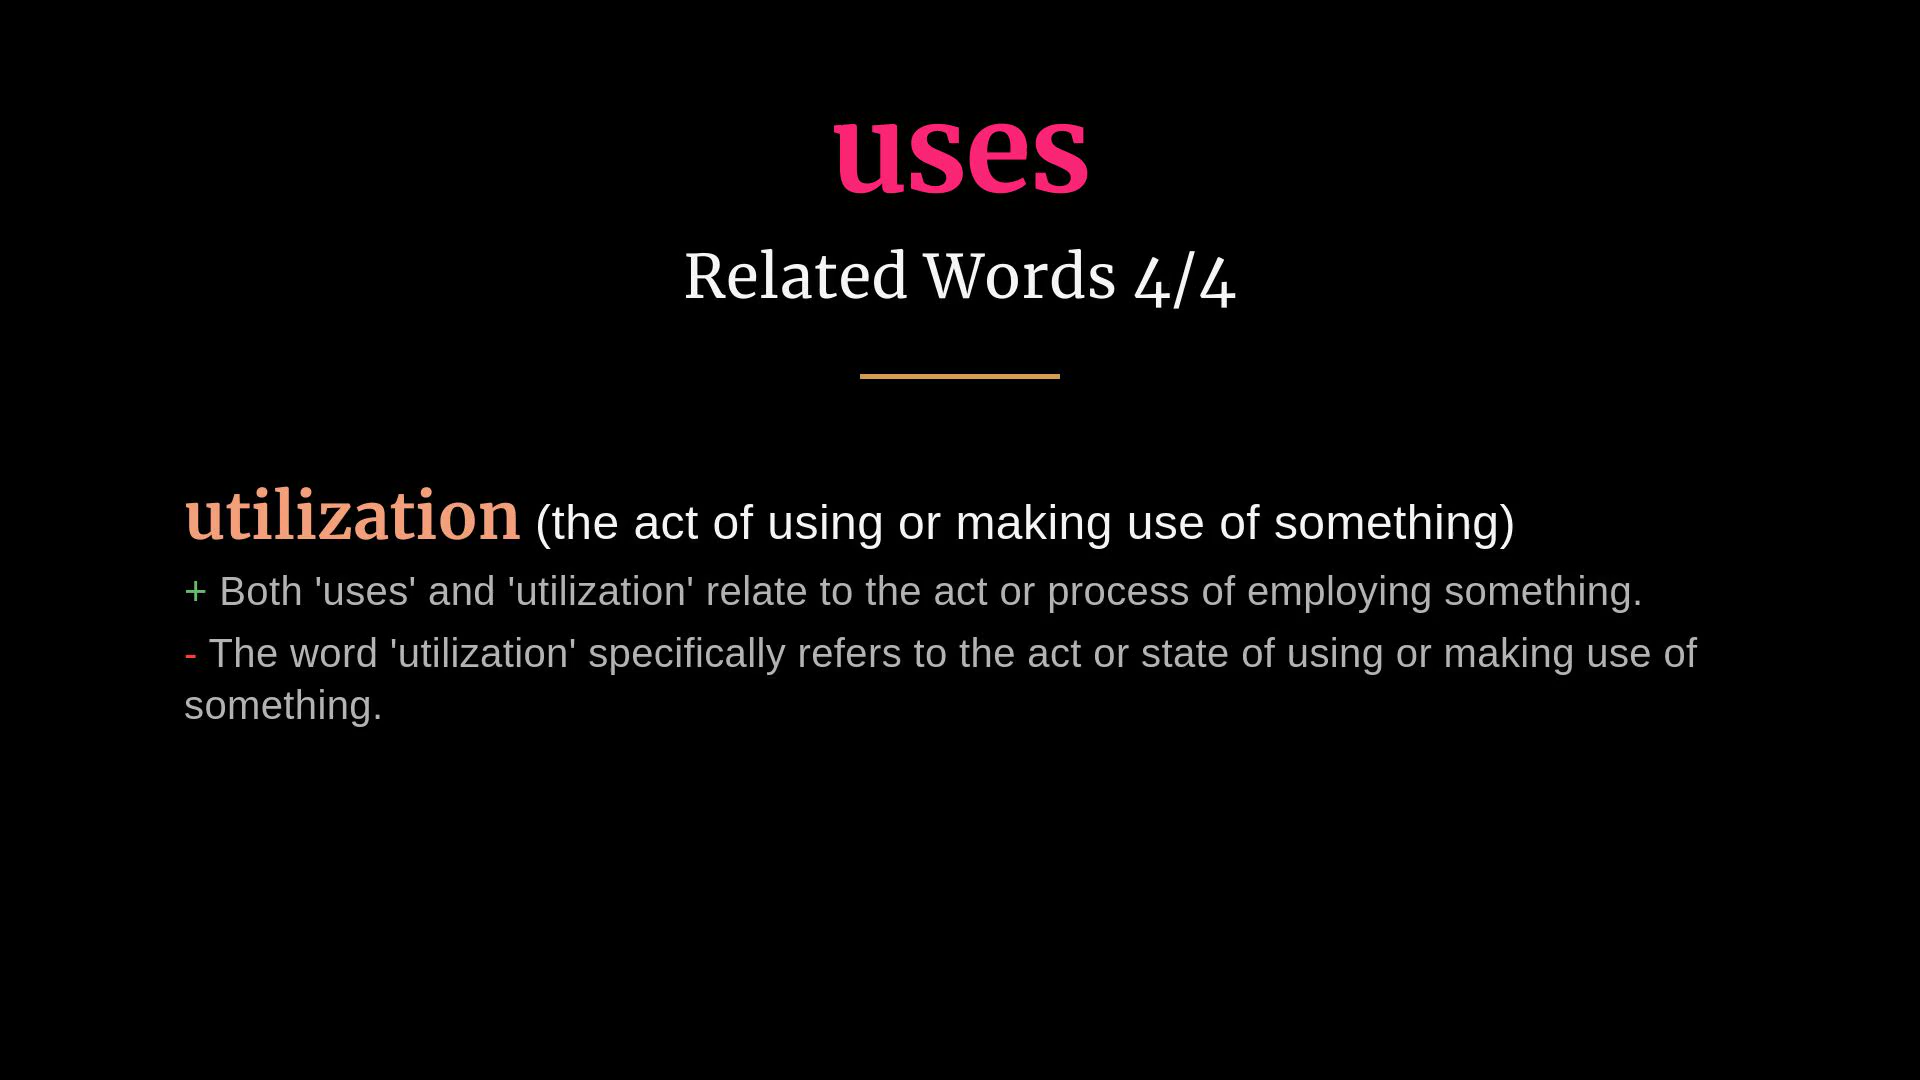 uses
Related Words 4/4
utilization (the act of using or making use of something)
+ Both 'uses' and 'utilization' relate to the act or process of employing something.
- The word 'utilization' specifically refers to the act or state of using or making use of
something.